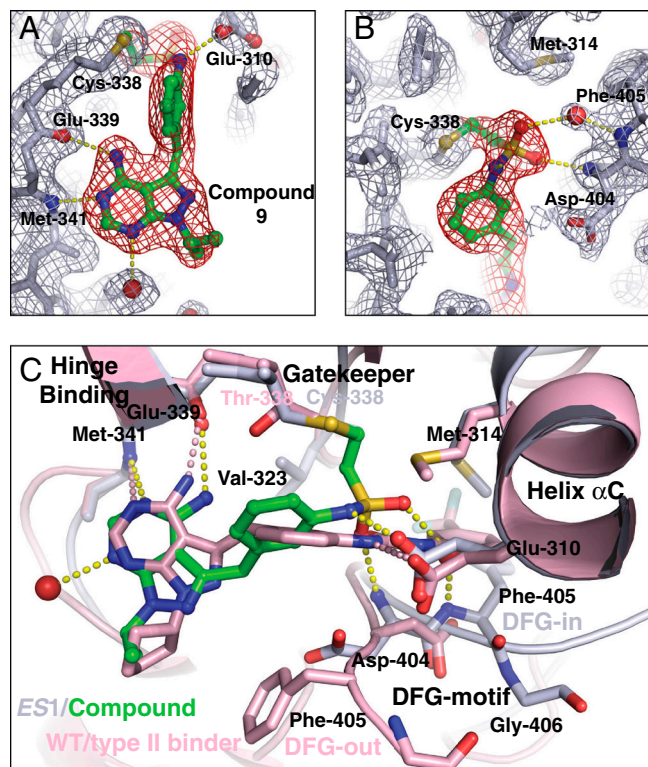 A
Glu-310
Cys-338
Glu-339
Compound
9
Met-341
B
Met-314
Phe-405
Cys-338
Asp-404
C
Hinge
Binding
Gatekeeper
Glu-339
Thr-338
Cys-338
Met-341
Met-314
Val-323
Helix αC
Glu-310
Phe-405
DFG-in
Asp-404
DFG-motif
ES1/Compound
Phe-405
Gly-406
WT/type II binder
DFG-out